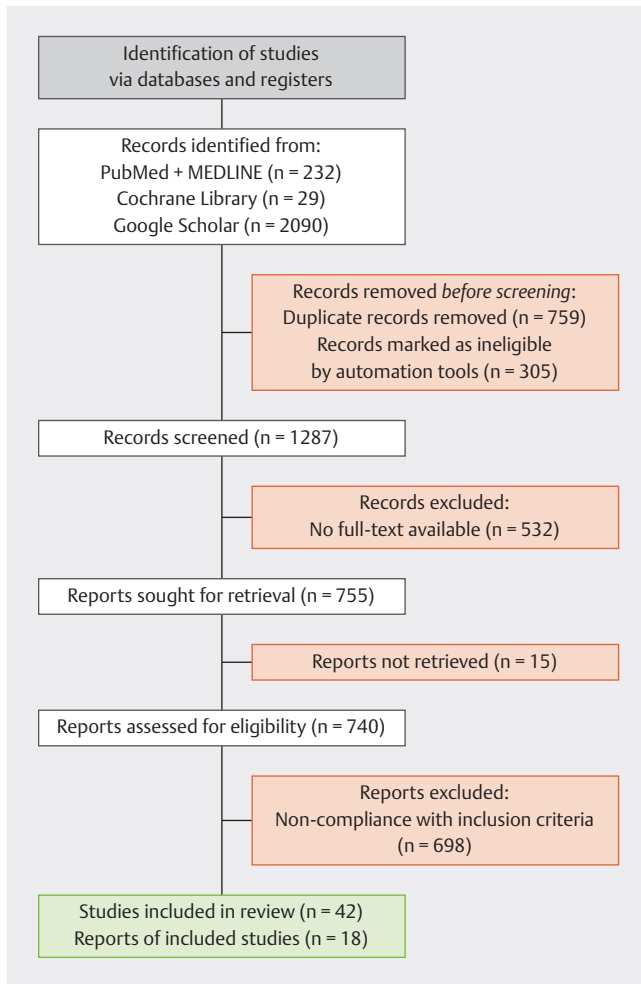 Identification of studies
via databases and registers
Records identified from:
PubMed + MEDLINE (n = 232)
Cochrane Library (n = 29)
Google Scholar (n = 2090)
Records removed before screening:
Duplicate records removed (n = 759)
Records marked as ineligible
by automation tools (n = 305)
Records screened (n = 1287)
Records excluded:
No full-text available (n = 532)
Reports sought for retrieval (n = 755)
Reports not retrieved (n = 15)
Reports assessed for eligibility (n = 740)
Reports excluded:
Non-compliance with inclusion criteria
(n = 698)
Studies included in review (n = 42)
Reports of included studies (n = 18)